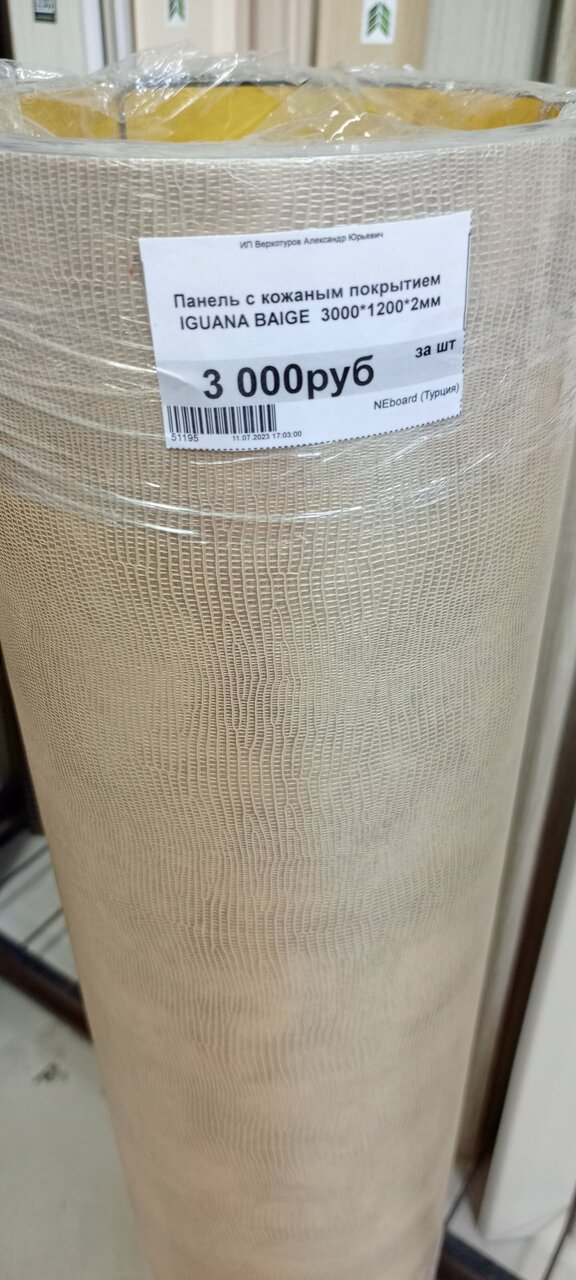 ИП Верхотуров Александр Юрьевич
Панель с кожаным покрытием
IGUANA BAIGE 3000*1200*2мм
за шт
3 000руб
NEboard (Турция)
51195 11.07.2023 17:03:00